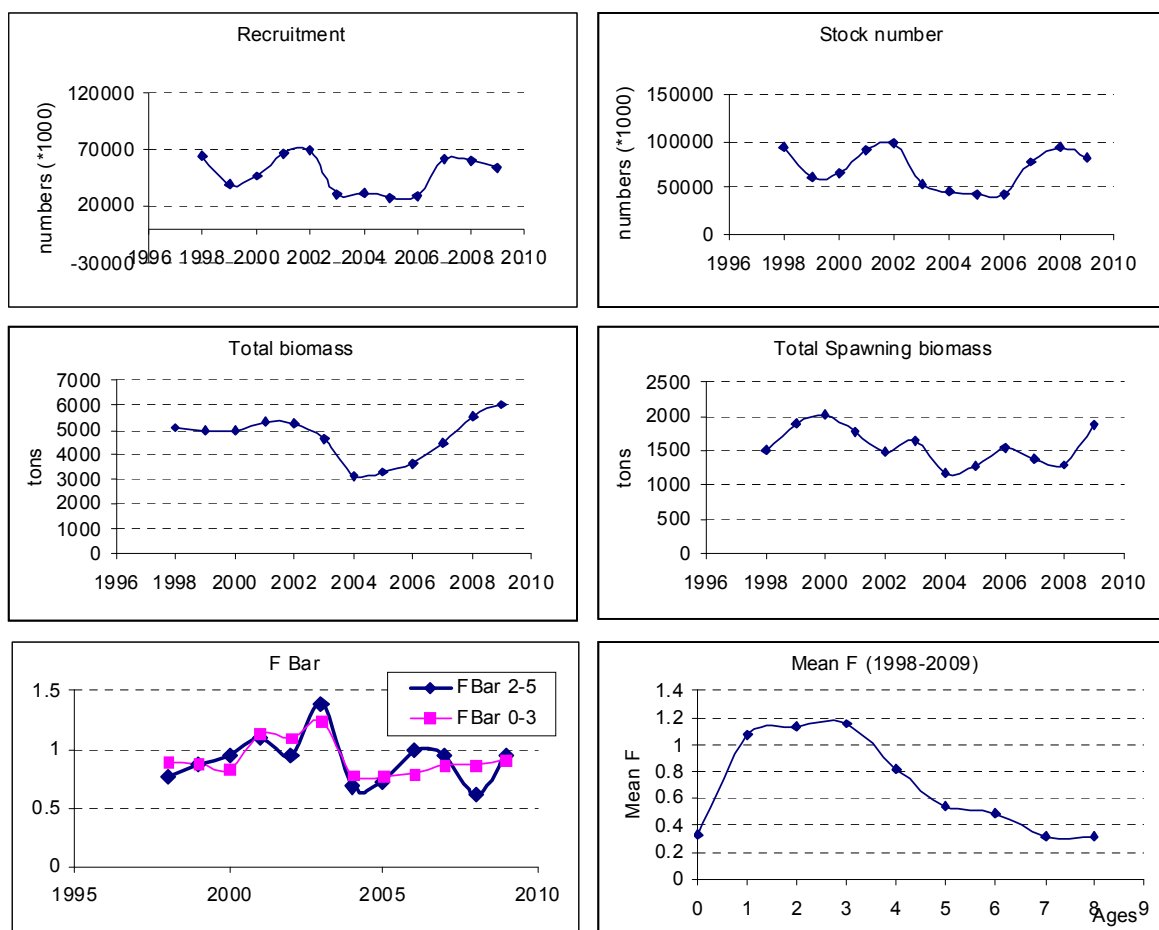 Recruitment
numbers (*1000)
120000
70000
20000
-30000
1996 1998 2000 2002 2004 2006 2008 2010
Stock number
numbers (*1000)
150000
100000
50000
0
1996 1998 2000 2002 2004 2006 2008 2010
Total biomass
tons
7000
6000
5000
4000
3000
2000
1000
0
1996 1998 2000 2002 2004 2006 2008 2010
Total Spawning biomass
tons
2500
2000
1500
1000
500
0
1996 1998 2000 2002 2004 2006 2008 2010
F Bar
1.5
1
0.5
0
1995 2000 2005 2010
FBar 2-5
FBar 0-3
Mean F (1998-2009)
Mean F
1.4
1.2
1
0.8
0.6
0.4
0.2
0
0 1 2 3 4 5 6 7 8 9
Ages